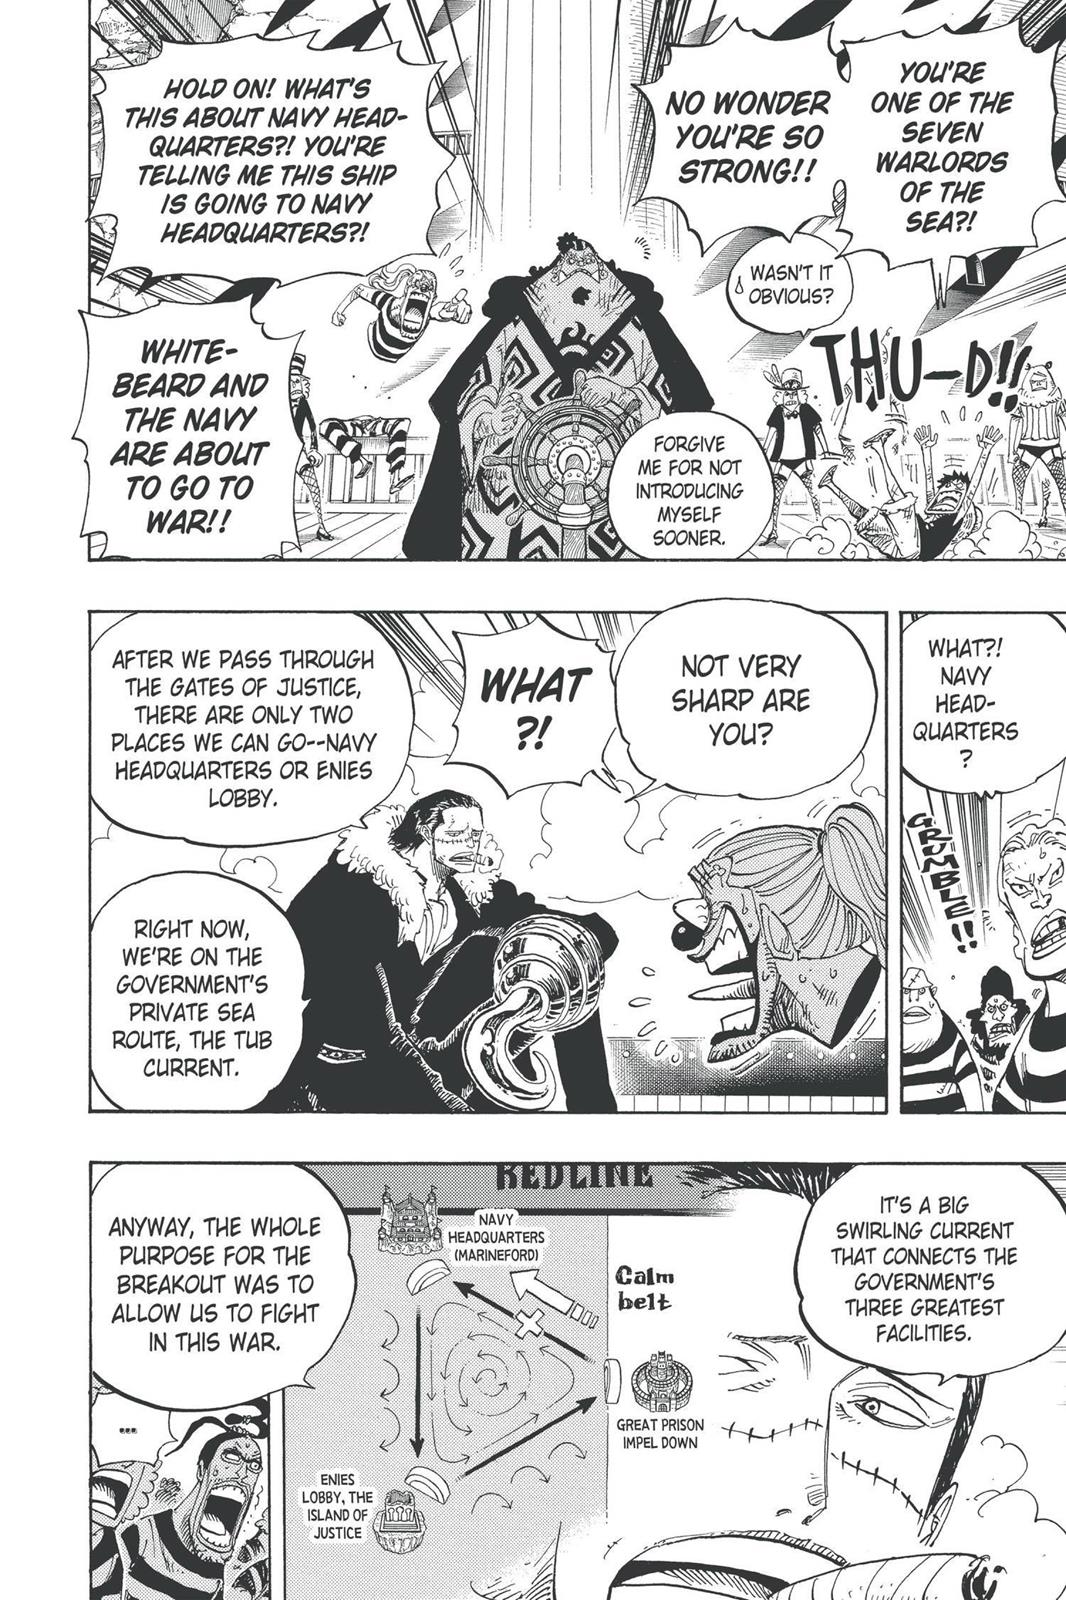 YOU'RE
ONE OF THE
SEVEN
WARLORDS
OF THE
SEA?!
NO WONDER
YOU'RE SO
STRONG!!
WASN'T IT
OBVIOUS?
THU-D!!
FORGIVE
ME FOR NOT
INTRODUCING
MYSELF
SOONER.
HOLD ON! WHAT'S
THIS ABOUT NAVY HEAD-
QUARTERS?! YOU'RE
TELLING ME THIS SHIP
IS GOING TO NAVY
HEADQUARTERS?!
WHITE-
BEARD AND
THE NAVY
ARE ABOUT
TO GO TO
WAR!!
WHAT?!
NAVY
HEAD-
QUARTERS
?
GRUMBLE!!!
NOT VERY
SHARP ARE
YOU?
WHAT
?!
AFTER WE PASS THROUGH
THE GATES OF JUSTICE,
THERE ARE ONLY TWO
PLACES WE CAN GO--NAVY
HEADQUARTERS OR ENIES
LOBBY.
RIGHT NOW,
WE'RE ON THE
GOVERNMENT'S
PRIVATE SEA
ROUTE, THE TUB
CURRENT.
IT'S A BIG
SWIRLING CURRENT
THAT CONNECTS THE
GOVERNMENT'S
THREE GREATEST
FACILITIES.
REDLINE
NAVY
HEADQUARTERS
(MARINEFORD)
Calm
belt
GREAT PRISON
IMPEL DOWN
ENIES
LOBBY, THE
ISLAND OF
JUSTICE
ANYWAY, THE WHOLE
PURPOSE FOR THE
BREAKOUT WAS TO
ALLOW US TO FIGHT
IN THIS WAR.
...